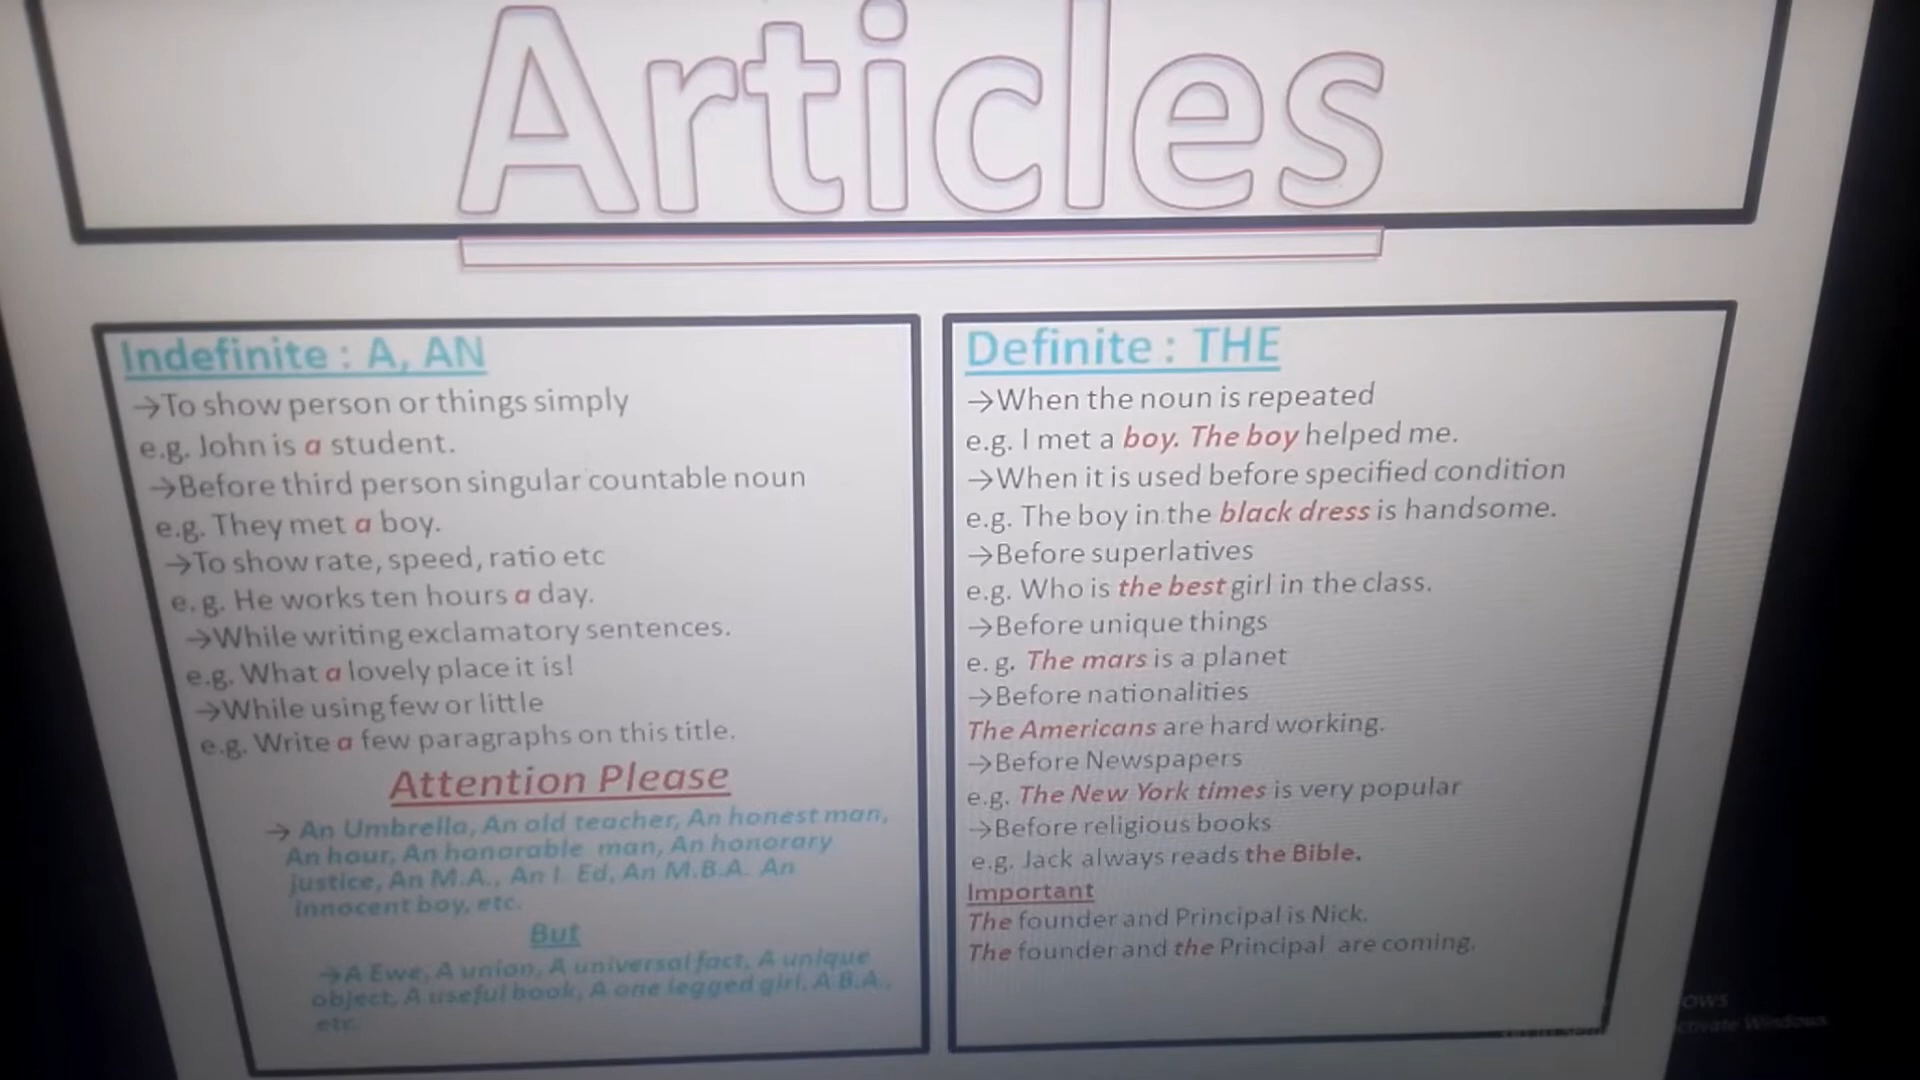 Articles
Indefinite : A, AN
→To show person or things simply
e.g. John is a student.
→Before third person singular countable noun
e.g. They met a boy.
→To show rate, speed, ratio etc
e. g. He works ten hours a day.
→While writing exclamatory sentences.
e.g. What a lovely place it is!
→While using few or little
e.g. Write a few paragraphs on this title.
Attention Please
→ An Umbrella, An old teacher, An honest man,
An hour, An honorable man, An honorary
justice, An M.A., An I. Ed, An M.B.A. An
innocent boy, etc.
But
→A Ewe, A union, A universal fact, A unique
object, A useful book, A one legged girl, A B.A.,
etc.
Definite : THE
→When the noun is repeated
e.g. I met a boy. The boy helped me.
→When it is used before specified condition
e.g. The boy in the black dress is handsome.
→Before superlatives
e.g. Who is the best girl in the class.
→Before unique things
e. g. The mars is a planet
→Before nationalities
The Americans are hard working.
→Before Newspapers
e.g. The New York times is very popular
→Before religious books
e.g. Jack always reads the Bible.
Important
The founder and Principal is Nick.
The founder and the Principal are coming.
ows
ctivate Windows